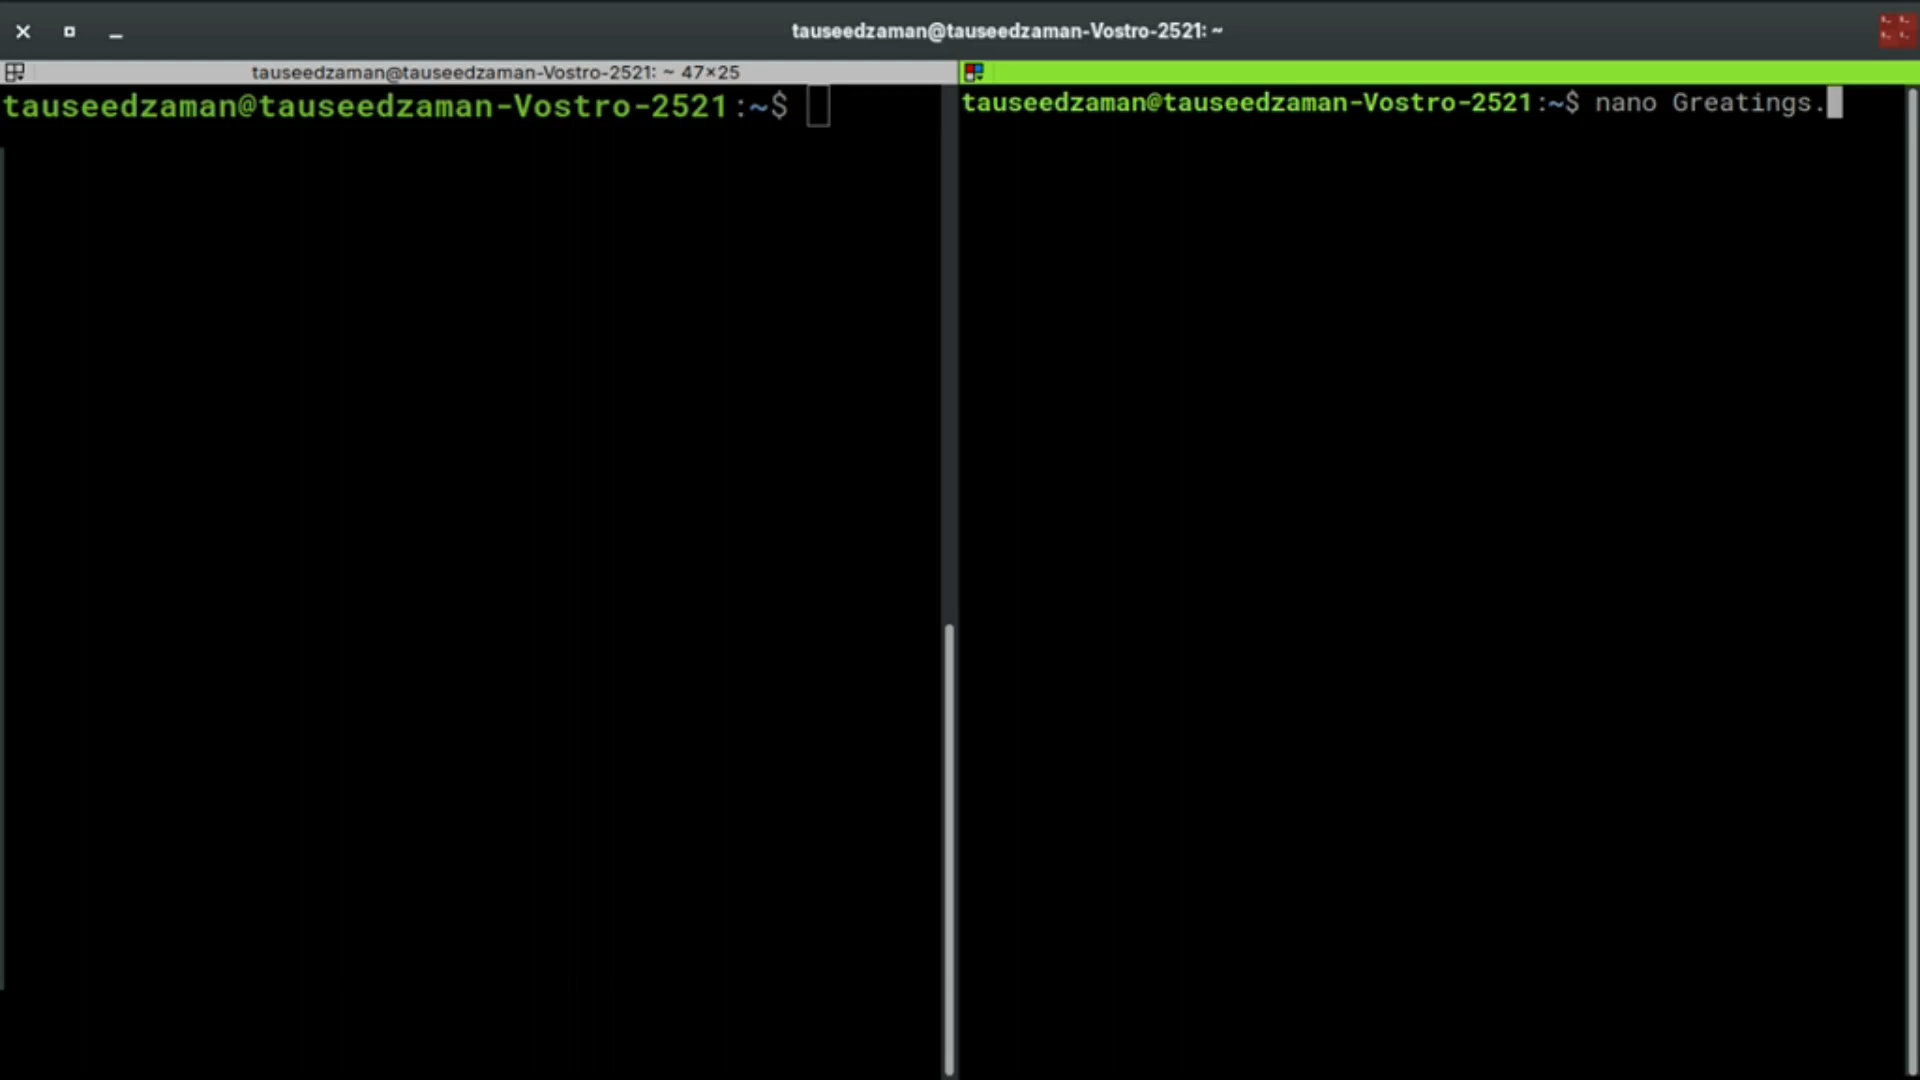 tauseedzaman@tauseedzaman-Vostro-2521: ~
tauseedzaman@tauseedzaman-Vostro-2521: ~ 47×25
tauseedzaman@tauseedzaman-Vostro-2521:~$
tauseedzaman@tauseedzaman-Vostro-2521:~$ nano Greatings.